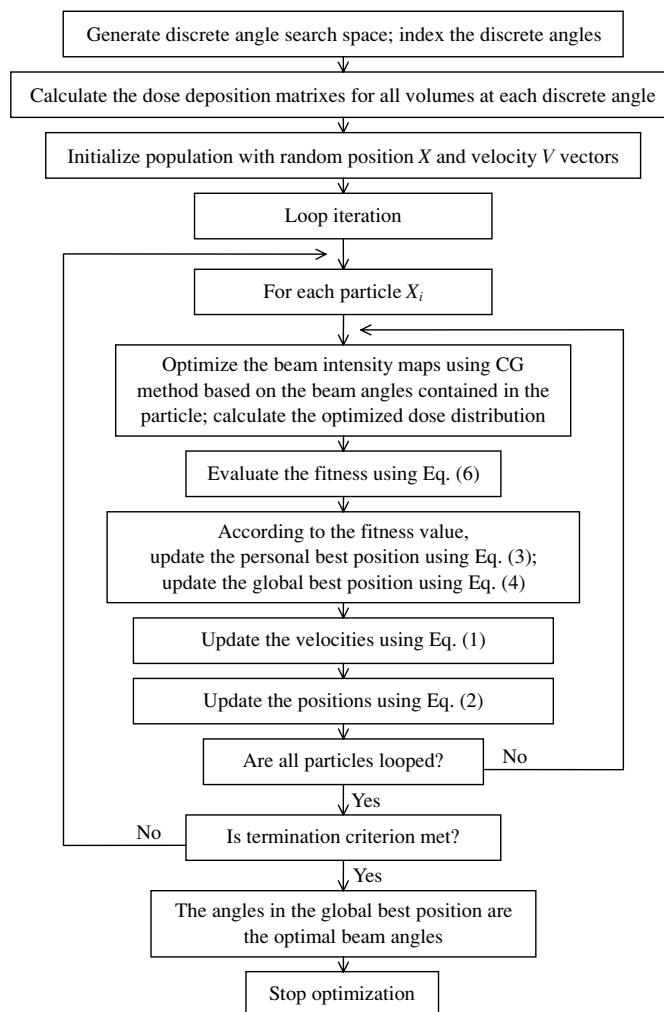 Generate discrete angle search space; index the discrete angles
Calculate the dose deposition matrixes for all volumes at each discrete angle
Initialize population with random position X and velocity V vectors
Loop iteration
For each particle Xi
Optimize the beam intensity maps using CG
method based on the beam angles contained in the
particle; calculate the optimized dose distribution
Evaluate the fitness using Eq. (6)
According to the fitness value,
update the personal best position using Eq. (3);
update the global best position using Eq. (4)
Update the velocities using Eq. (1)
Update the positions using Eq. (2)
Are all particles looped?
No
Yes
No
Is termination criterion met?
Yes
The angles in the global best position are
the optimal beam angles
Stop optimization